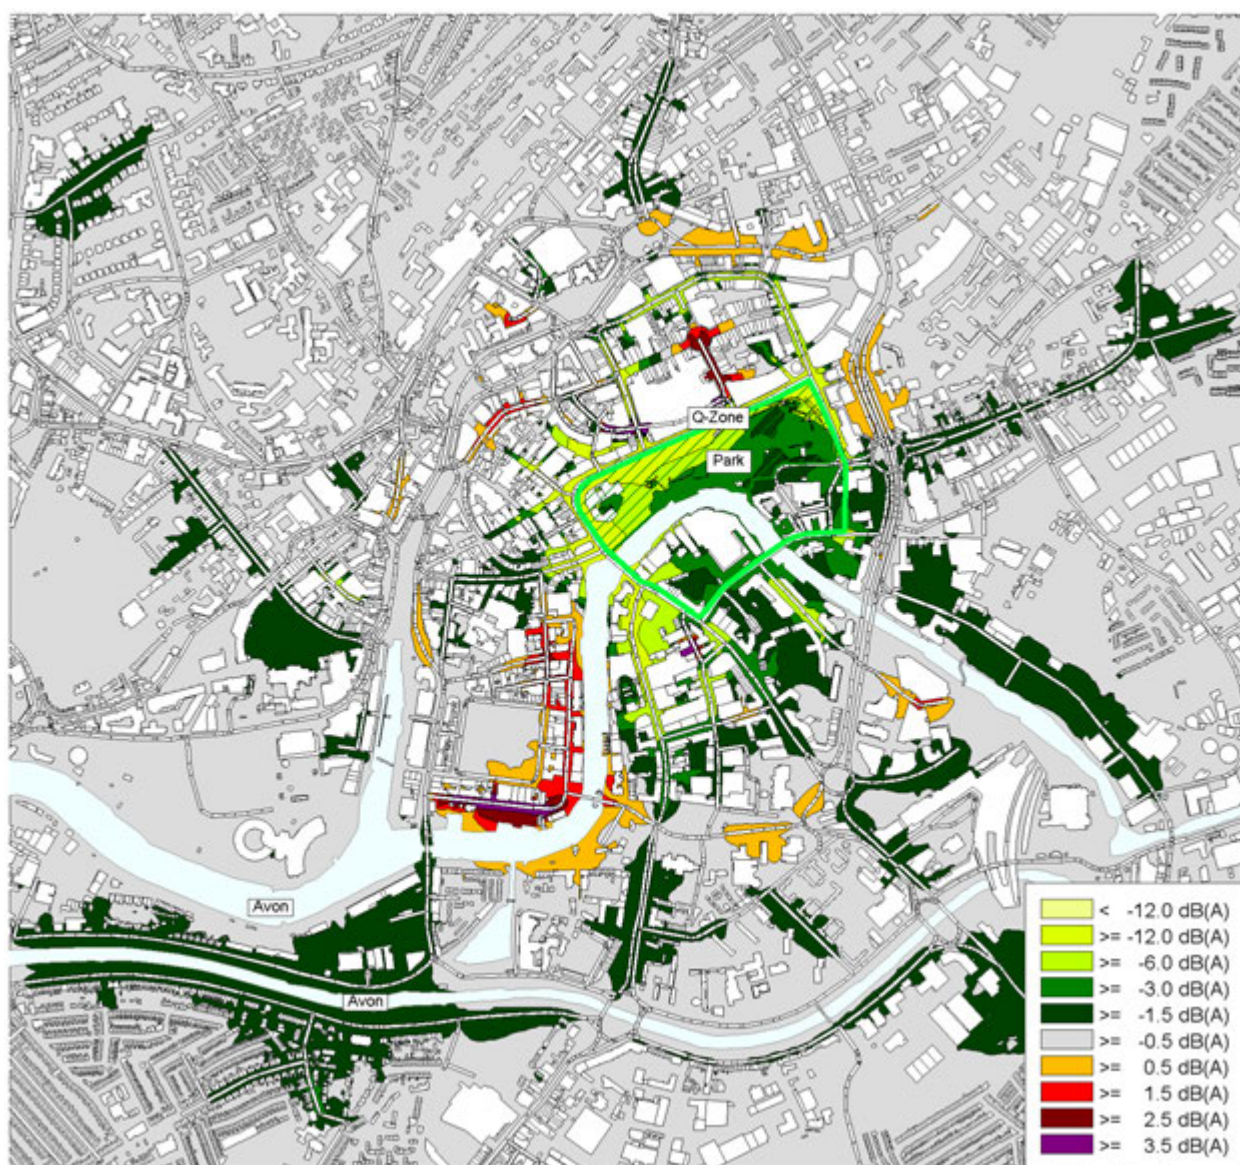 Q-Zone
Park
Avon
Avon
< -12.0 dB(A)
>= -12.0 dB(A)
>= -6.0 dB(A)
>= -3.0 dB(A)
>= -1.5 dB(A)
>= -0.5 dB(A)
>= 0.5 dB(A)
>= 1.5 dB(A)
>= 2.5 dB(A)
>= 3.5 dB(A)